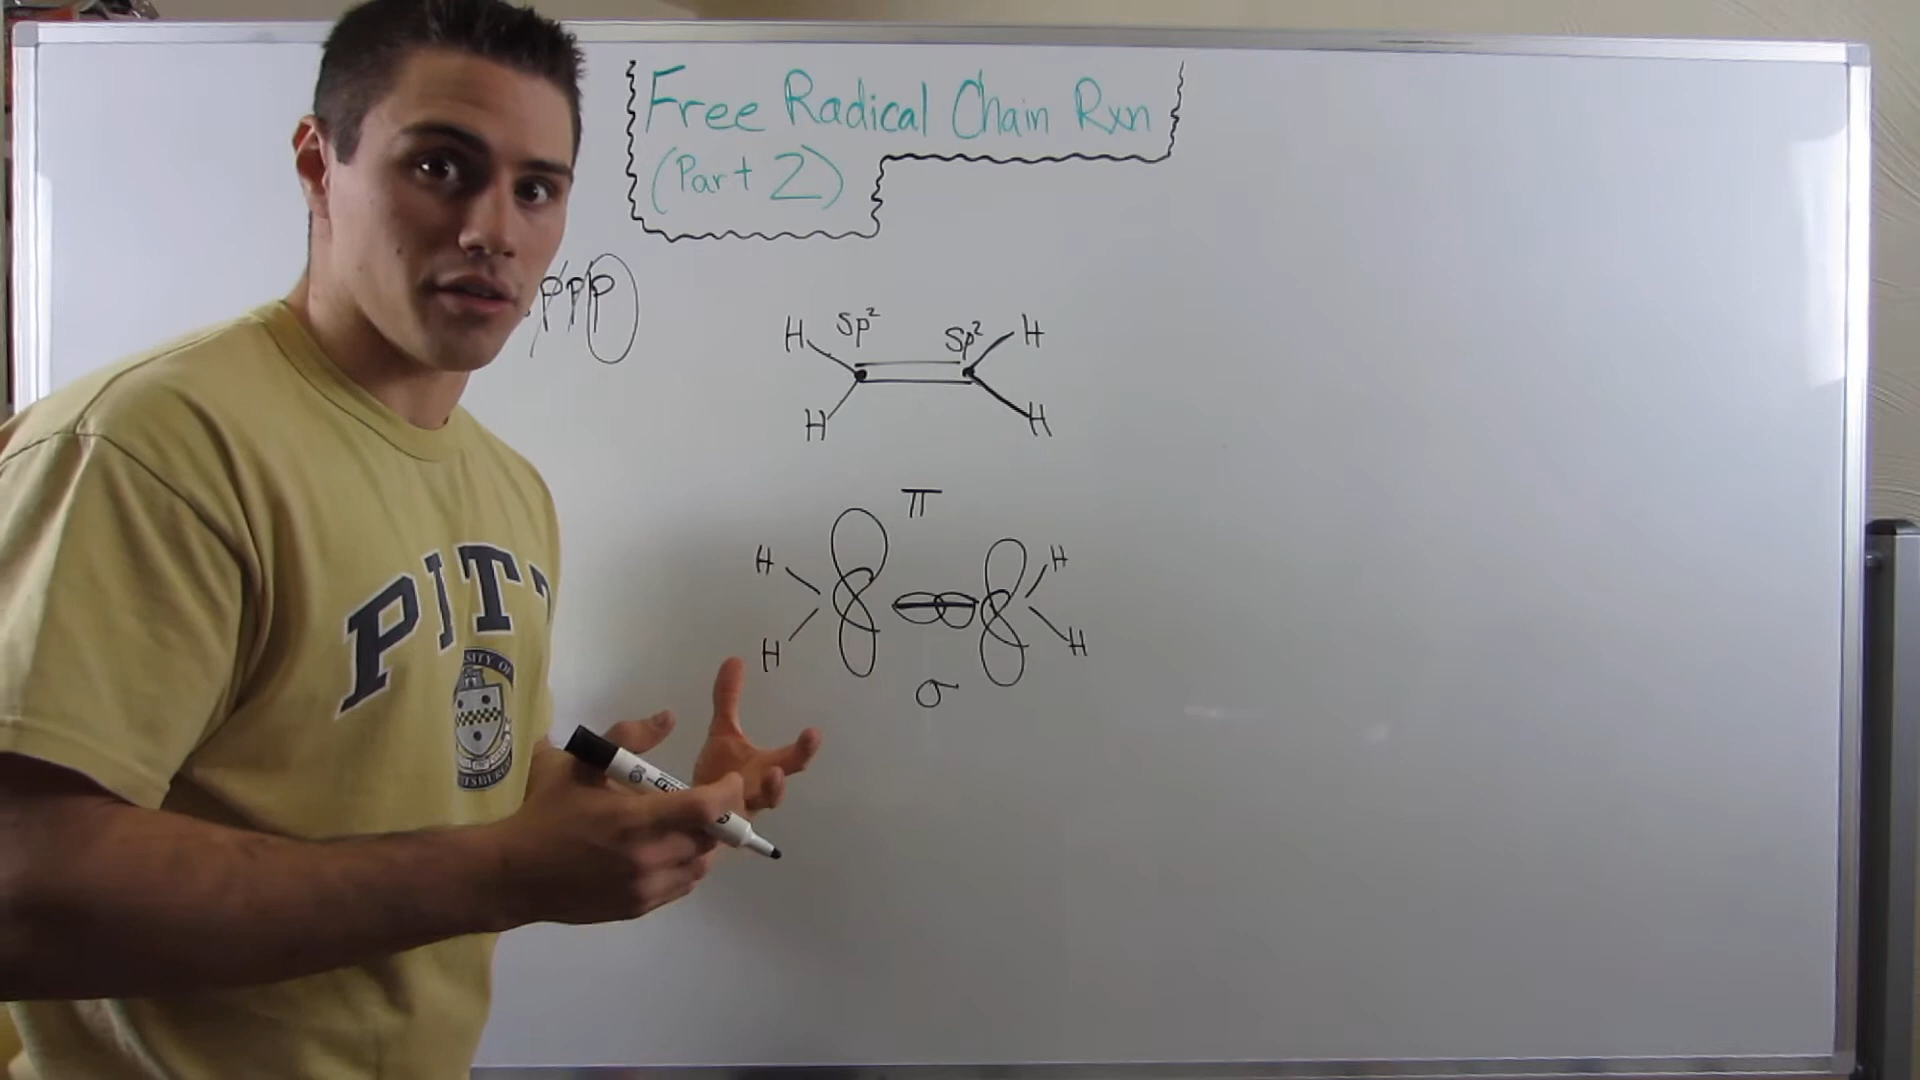 Free Radical Chain Rxn
(Part 2)
P P P
H Sp² Sp² H
H H
π
H H
H H
σ
PITT